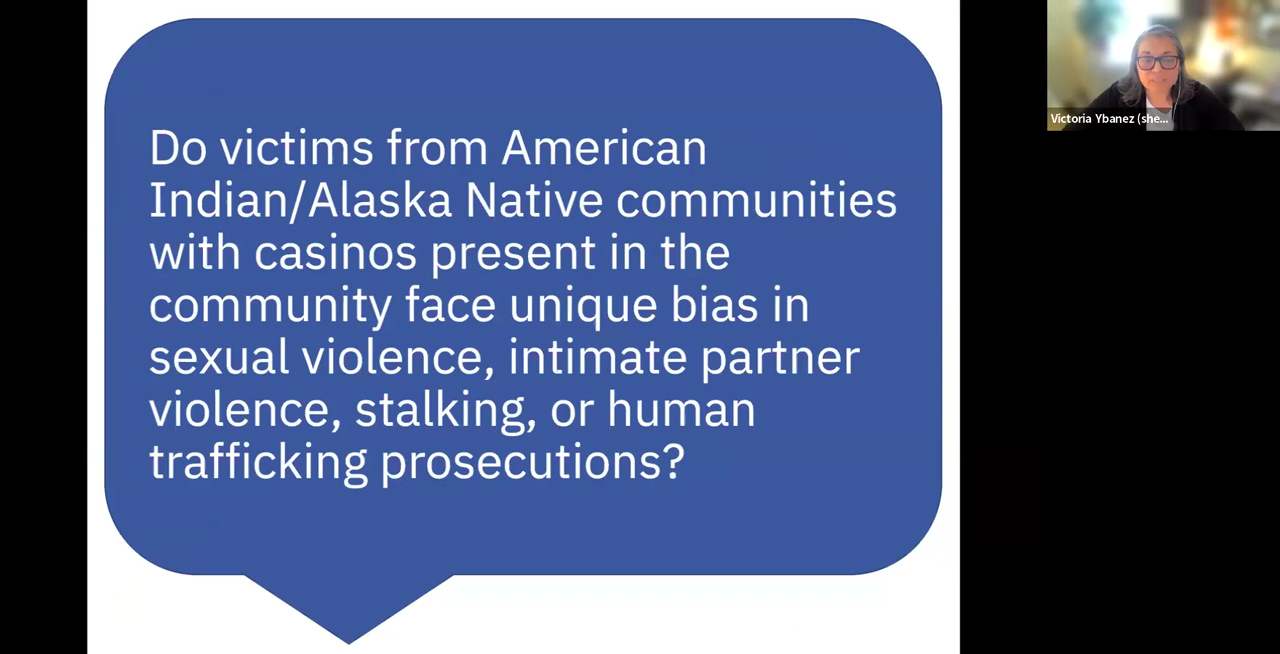 Do victims from American
Indian/Alaska Native communities
with casinos present in the
community face unique bias in
sexual violence, intimate partner
violence, stalking, or human
trafficking prosecutions?
Victoria Ybanez (she...